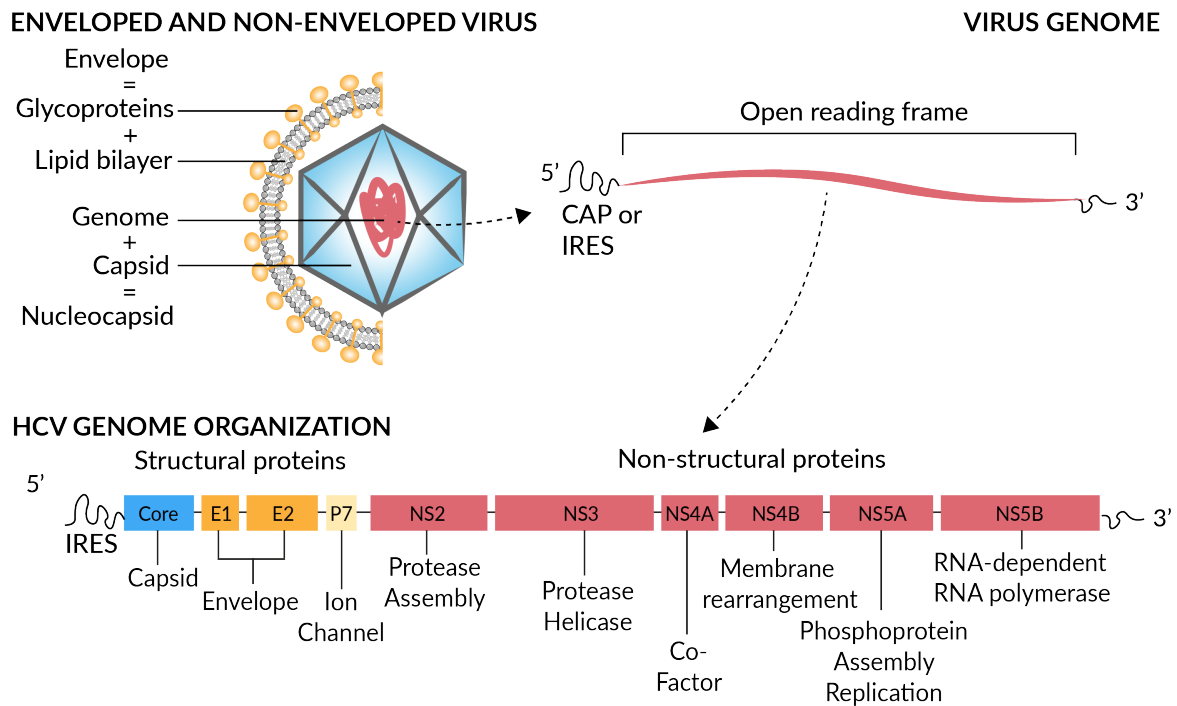 ENVELOPED AND NON-ENVELOPED VIRUS
Envelope
=
Glycoproteins
+
Lipid bilayer
Genome
+
Capsid
=
Nucleocapsid
VIRUS GENOME
Open reading frame
5’
3’
CAP or
IRES
HCV GENOME ORGANIZATION
Structural proteins
Non-structural proteins
5’
IRES
Core
E1
E2
P7
NS2
NS3
NS4A
NS4B
NS5A
NS5B
3’
Capsid
Envelope
Ion
Channel
Protease
Assembly
Protease
Helicase
Co-
Factor
Membrane
rearrangement
Phosphoprotein
Assembly
Replication
RNA-dependent
RNA polymerase